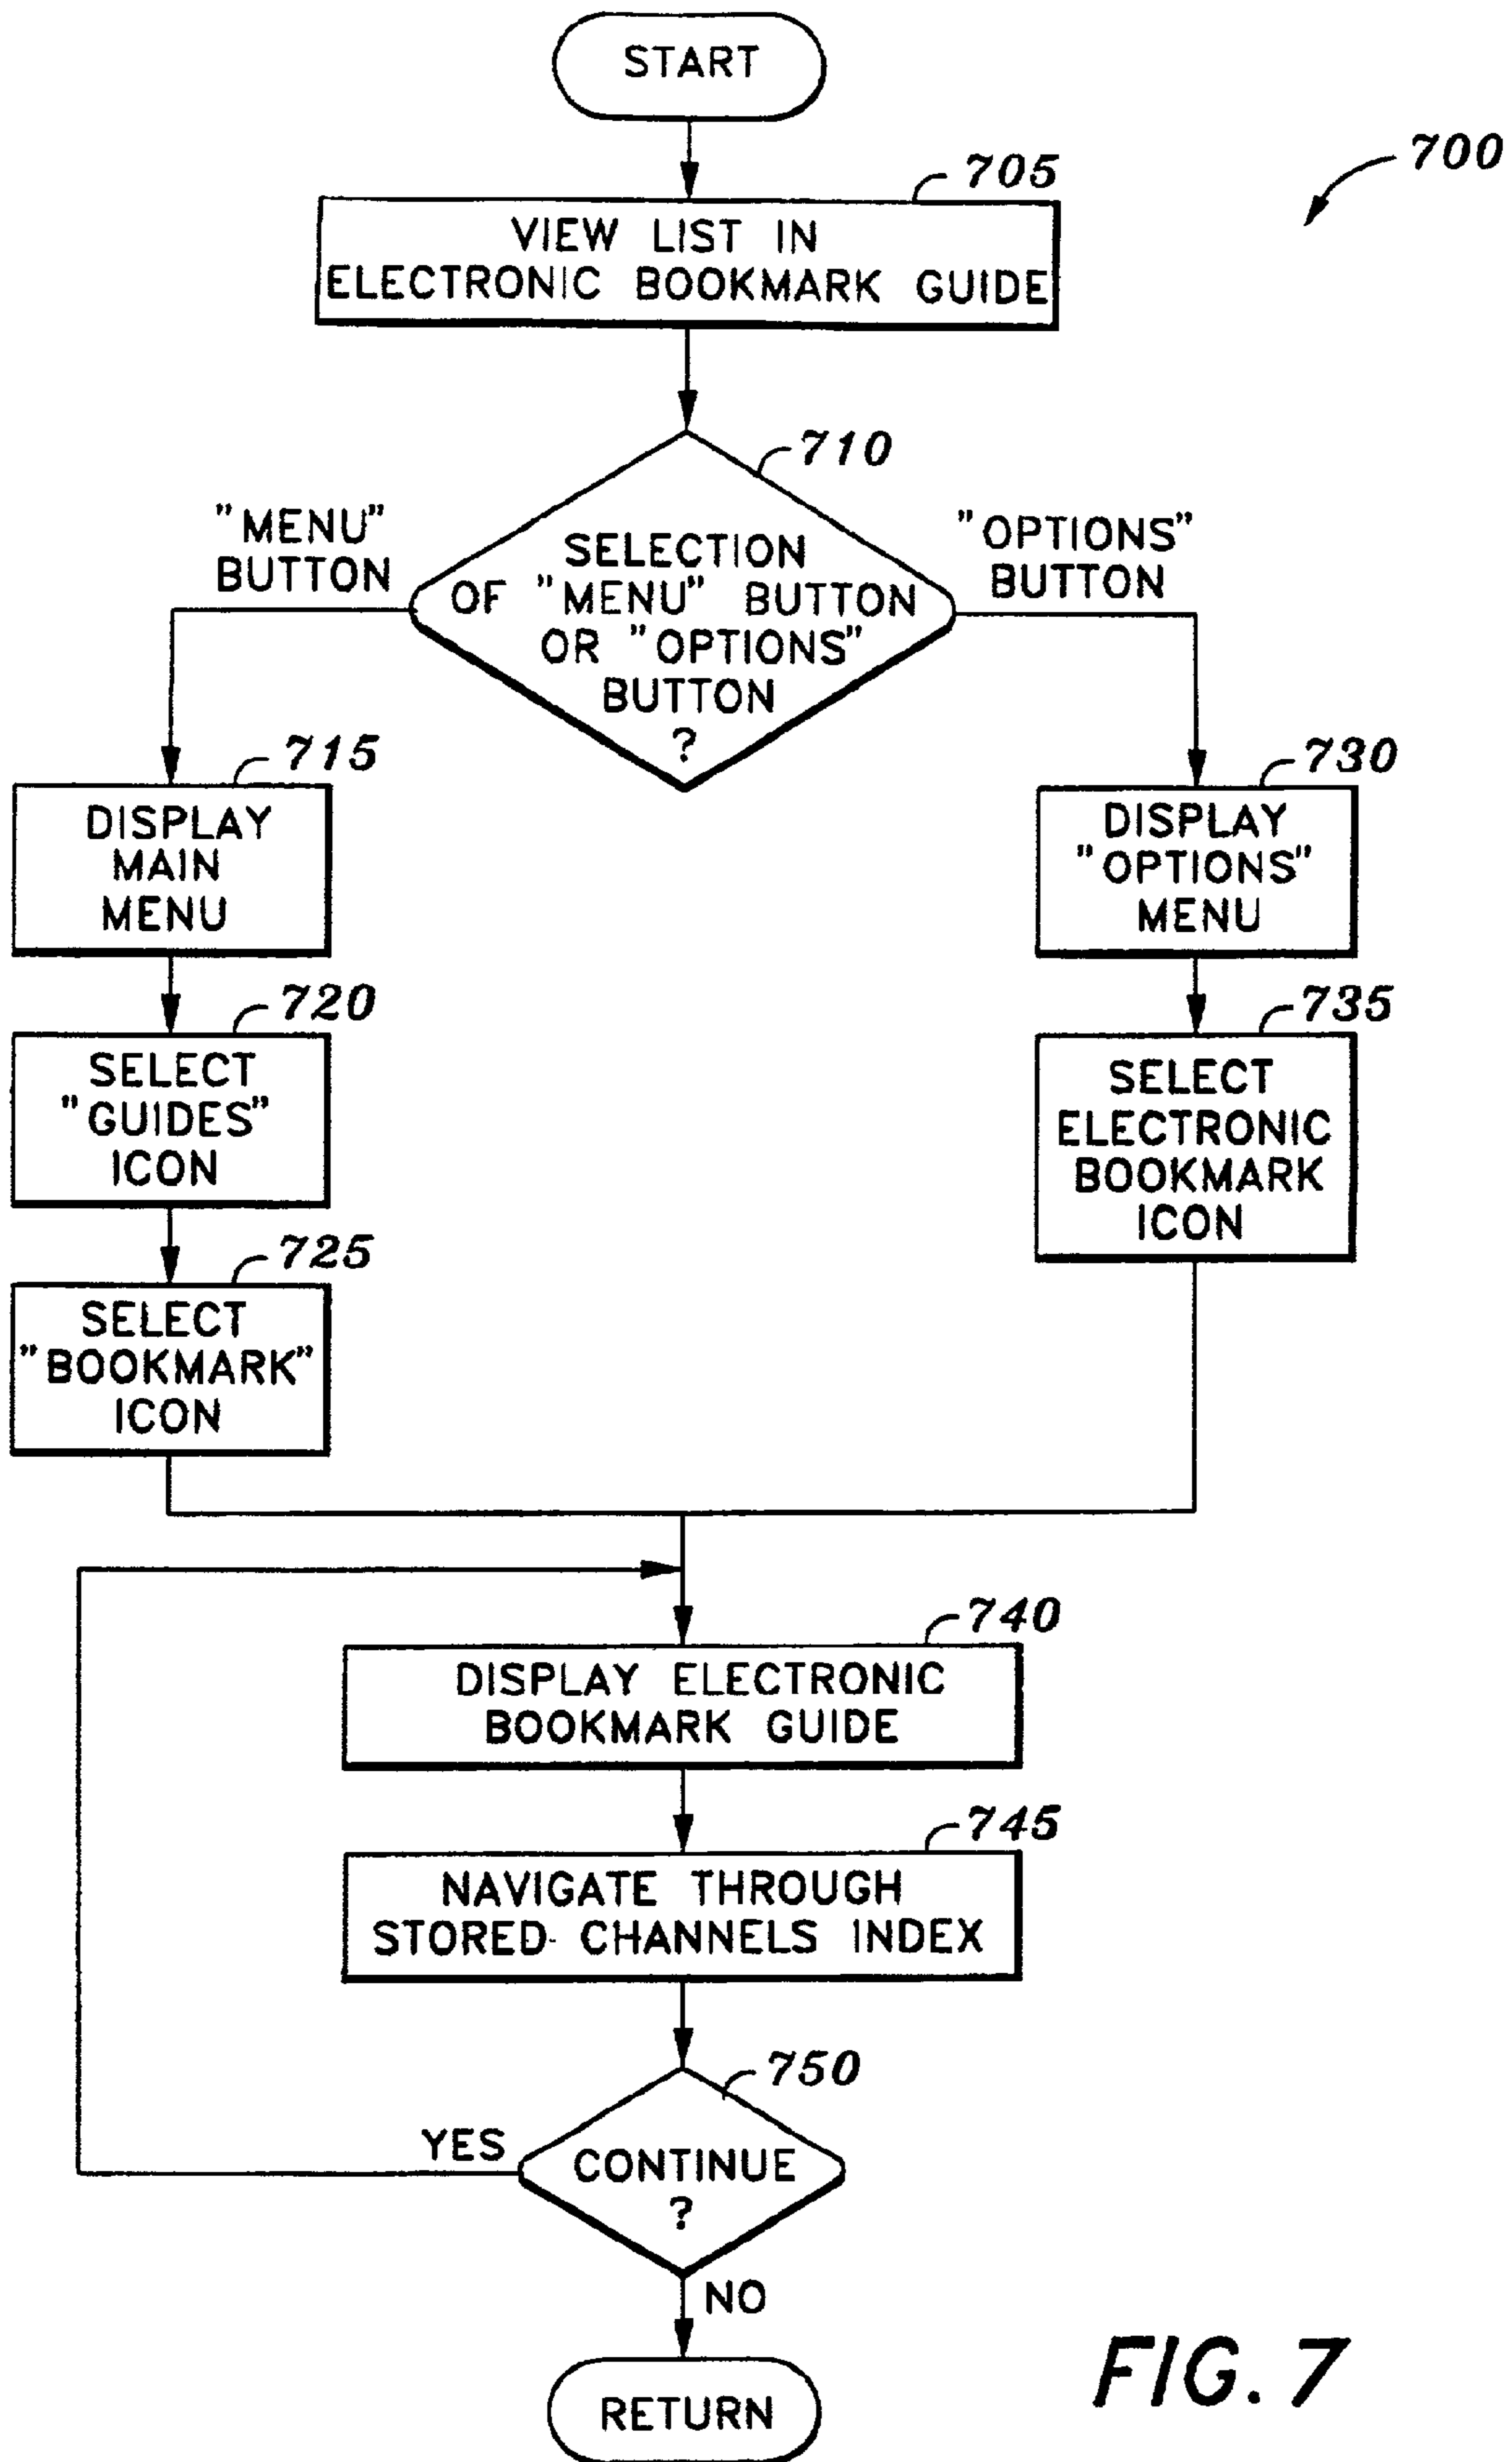 START
700
705
VIEW LIST IN
ELECTRONIC BOOKMARK GUIDE
710
"MENU"
BUTTON
SELECTION
OF "MENU" BUTTON
OR "OPTIONS"
BUTTON
?
"OPTIONS"
BUTTON
715
DISPLAY
MAIN
MENU
730
DISPLAY
"OPTIONS"
MENU
720
SELECT
"GUIDES"
ICON
735
SELECT
ELECTRONIC
BOOKMARK
ICON
725
SELECT
"BOOKMARK"
ICON
740
DISPLAY ELECTRONIC
BOOKMARK GUIDE
745
NAVIGATE THROUGH
STORED- CHANNELS INDEX
750
YES
CONTINUE
?
NO
RETURN
FIG. 7